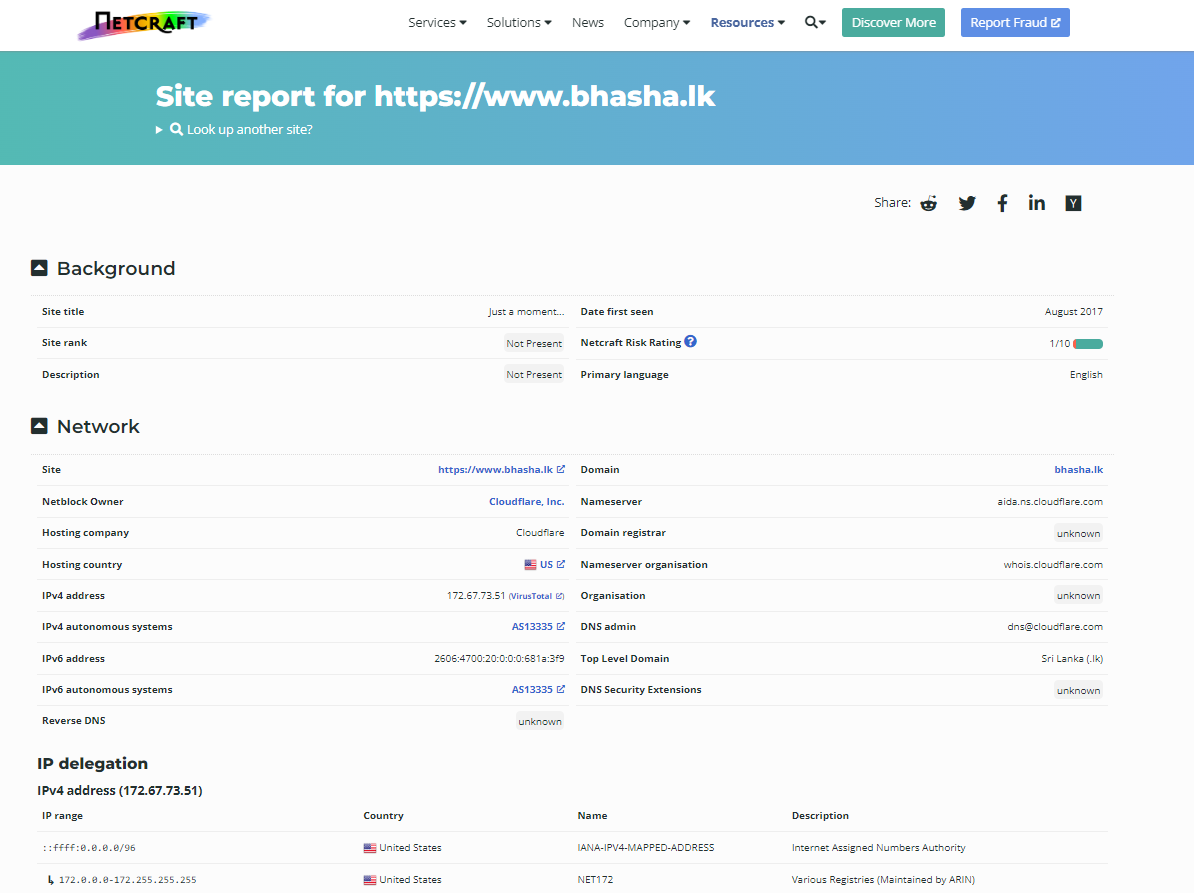 NETCRAFT
Services Solutions News Company Resources Discover More Report Fraud
Site report for https://www.bhasha.lk
Look up another site?
Share:
Background
Site title Just a moment... Date first seen August 2017
Site rank Not Present Netcraft Risk Rating ? 1/10
Description Not Present Primary language English
Network
Site https://www.bhasha.lk Domain bhasha.lk
Netblock Owner Cloudflare, Inc. Nameserver aida.ns.cloudflare.com
Hosting company Cloudflare Domain registrar unknown
Hosting country US Nameserver organisation whois.cloudflare.com
IPv4 address 172.67.73.51 (VirusTotal) Organisation unknown
IPv4 autonomous systems AS13335 DNS admin dns@cloudflare.com
IPv6 address 2606:4700:20:0:0:0:681a:3f9 Top Level Domain Sri Lanka (.lk)
IPv6 autonomous systems AS13335 DNS Security Extensions unknown
Reverse DNS unknown
IP delegation
IPv4 address (172.67.73.51)
IP range Country Name Description
::ffff:0.0.0.0/96 United States IANA-IPV4-MAPPED-ADDRESS Internet Assigned Numbers Authority
↳ 172.0.0.0-172.255.255.255 United States NET172 Various Registries (Maintained by ARIN)